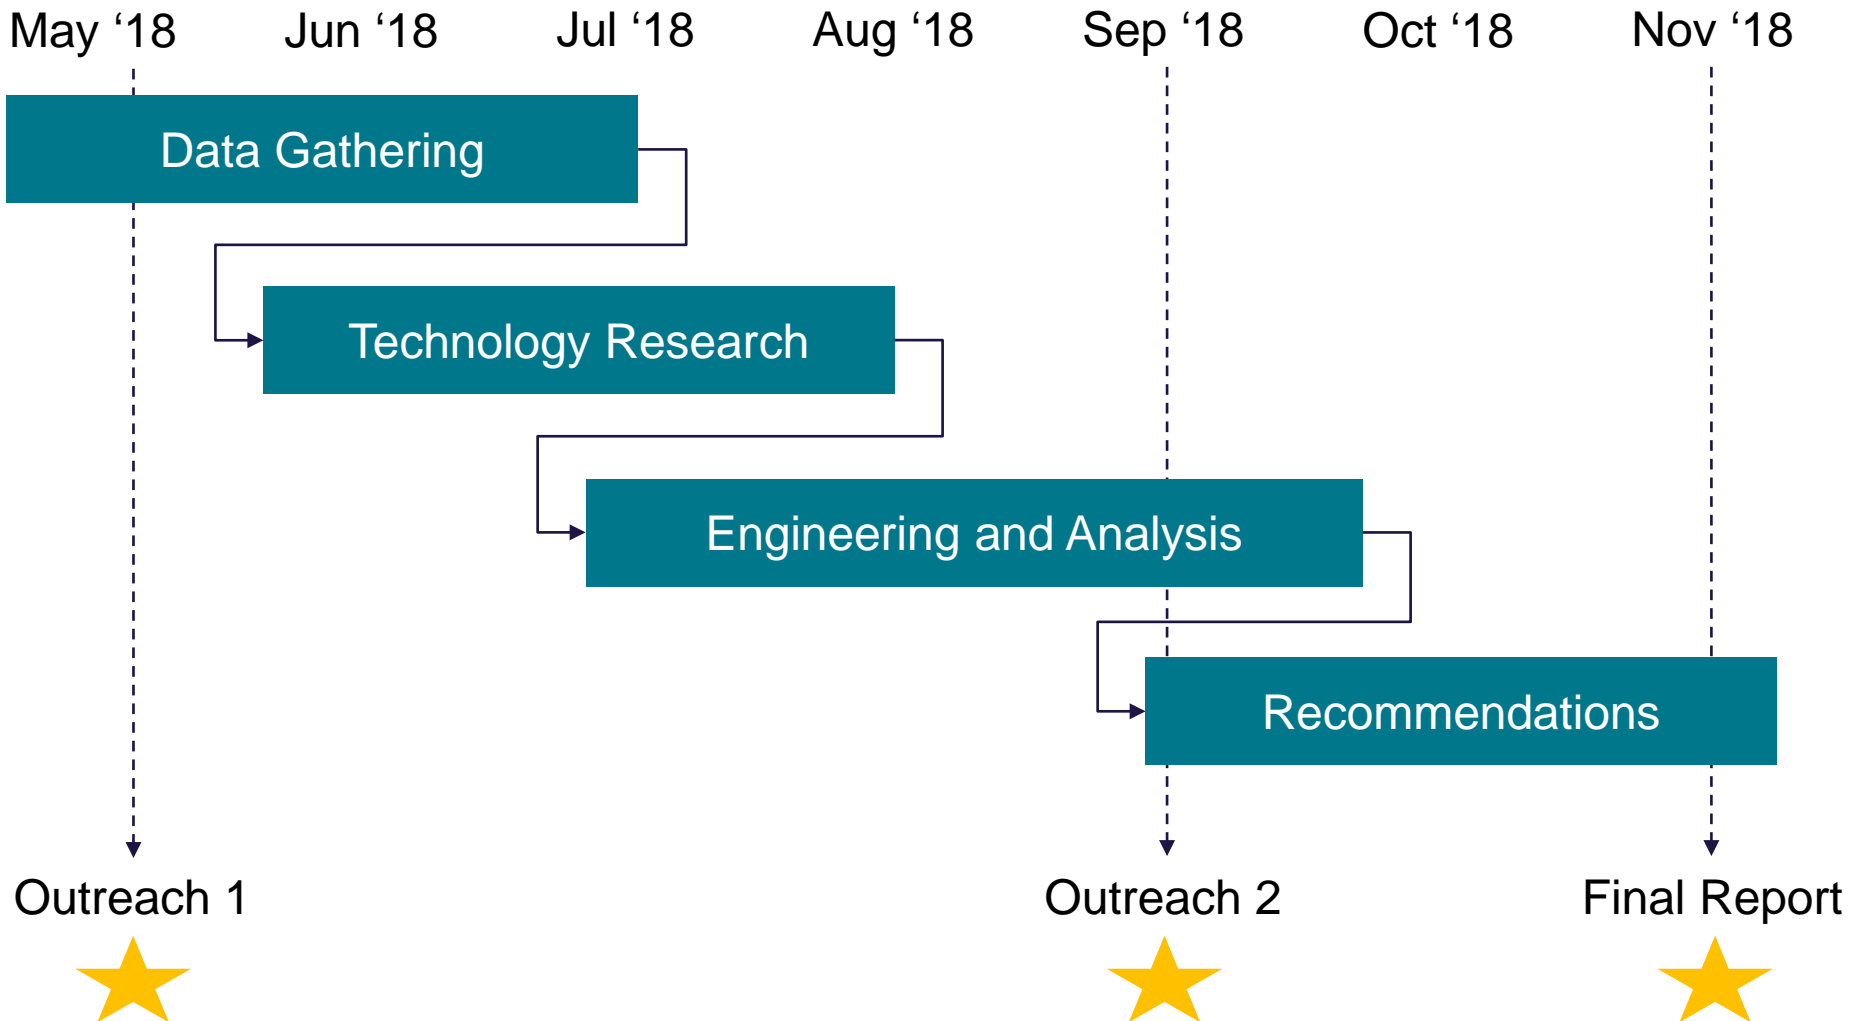 May ‘18
Jun ‘18
Jul ‘18
Aug ‘18
Sep ‘18
Oct ‘18
Nov ‘18
Data Gathering
Technology Research
Engineering and Analysis
Recommendations
Outreach 1
Outreach 2
Final Report